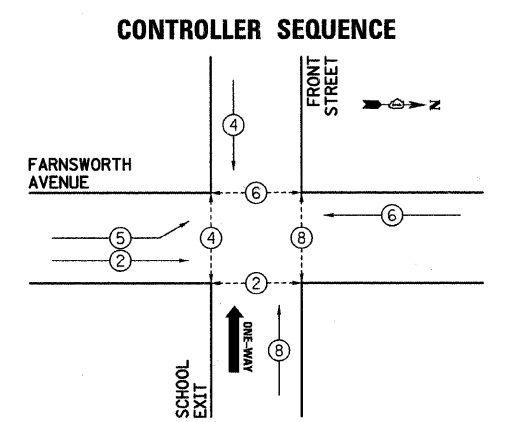 CONTROLLER SEQUENCE
FRONT
STREET
N
4
FARNSWORTH
AVENUE
6
6
5
4
8
2
2
ONE-WAY
8
SCHOOL
EXIT